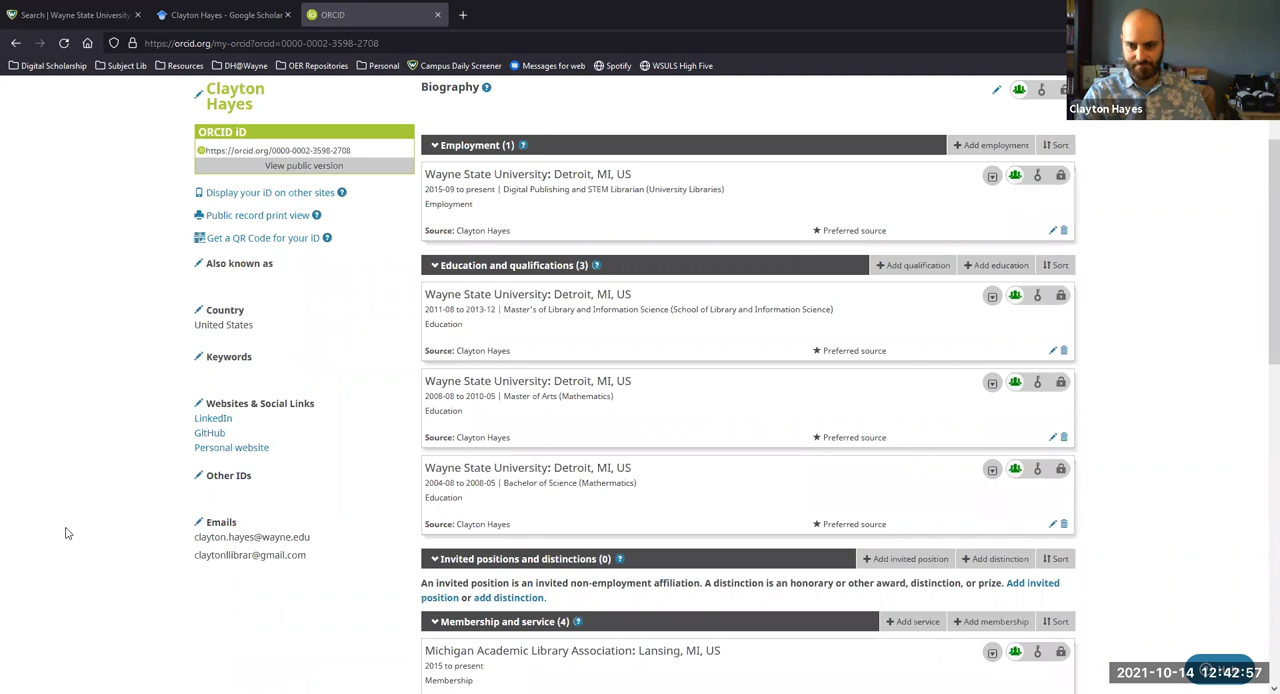 Search | Wayne State University
Clayton Hayes - Google Scholar
ORCID
https://orcid.org/my-orcid?orcid=0000-0002-3598-2708
Digital Scholarship
Subject Lib
Resources
DH@Wayne
OER Repositories
Personal
Campus Daily Screener
Messages for web
Spotify
WSULS High Five
Clayton Hayes
Clayton
Hayes
ORCID iD
https://orcid.org/0000-0002-3598-2708
View public version
Display your iD on other sites
Public record print view
Get a QR Code for your iD
Also known as
Country
United States
Keywords
Websites & Social Links
LinkedIn
GitHub
Personal website
Other IDs
Emails
clayton.hayes@wayne.edu
claytonllibrar@gmail.com
Biography
Employment (1)
Add employment
Sort
Wayne State University: Detroit, MI, US
2015-09 to present | Digital Publishing and STEM Librarian (University Libraries)
Employment
Source: Clayton Hayes
Preferred source
Education and qualifications (3)
Add qualification
Add education
Sort
Wayne State University: Detroit, MI, US
2011-08 to 2013-12 | Master's of Library and Information Science (School of Library and Information Science)
Education
Source: Clayton Hayes
Preferred source
Wayne State University: Detroit, MI, US
2008-08 to 2010-05 | Master of Arts (Mathematics)
Education
Source: Clayton Hayes
Preferred source
Wayne State University: Detroit, MI, US
2004-08 to 2008-05 | Bachelor of Science (Mathermatics)
Education
Source: Clayton Hayes
Preferred source
Invited positions and distinctions (0)
Add invited position
Add distinction
Sort
An invited position is an invited non-employment affiliation. A distinction is an honorary or other award, distinction, or prize. Add invited
position or add distinction.
Membership and service (4)
Add service
Add membership
Sort
Michigan Academic Library Association: Lansing, MI, US
2015 to present
Membership
2021-10-14 12:42:57